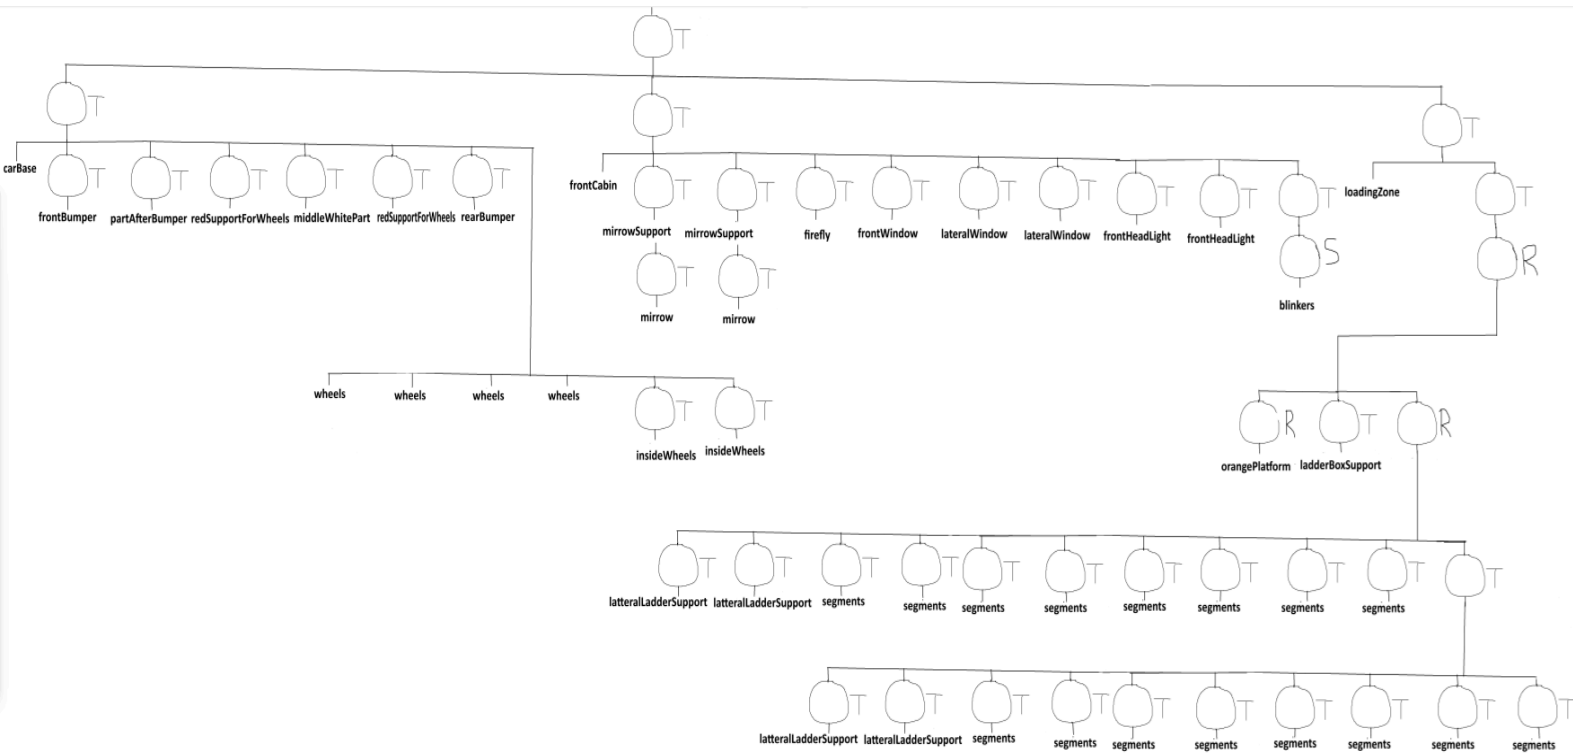 T
T
T
T
carBase
T
T
T
T
T
T
frontBumper
partAfterBumper
redSupportForWheels
middleWhitePart
redSupportForWheels
rearBumper
frontCabin
T
T
T
T
T
T
T
T
T
mirrowSupport
mirrowSupport
firefly
frontWindow
lateralWindow
lateralWindow
frontHeadLight
frontHeadLight
loadingZone
T
T
T
mirrow
mirrow
S
blinkers
R
wheels
wheels
wheels
wheels
T
T
insideWheels
insideWheels
R
T
R
orangePlatform
ladderBoxSupport
T
T
T
T
T
T
T
T
T
T
T
latteralLadderSupport
latteralLadderSupport
segments
segments
segments
segments
segments
segments
segments
segments
T
T
T
T
T
T
T
T
T
T
latteralLadderSupport
latteralLadderSupport
segments
segments
segments
segments
segments
segments
segments
segments